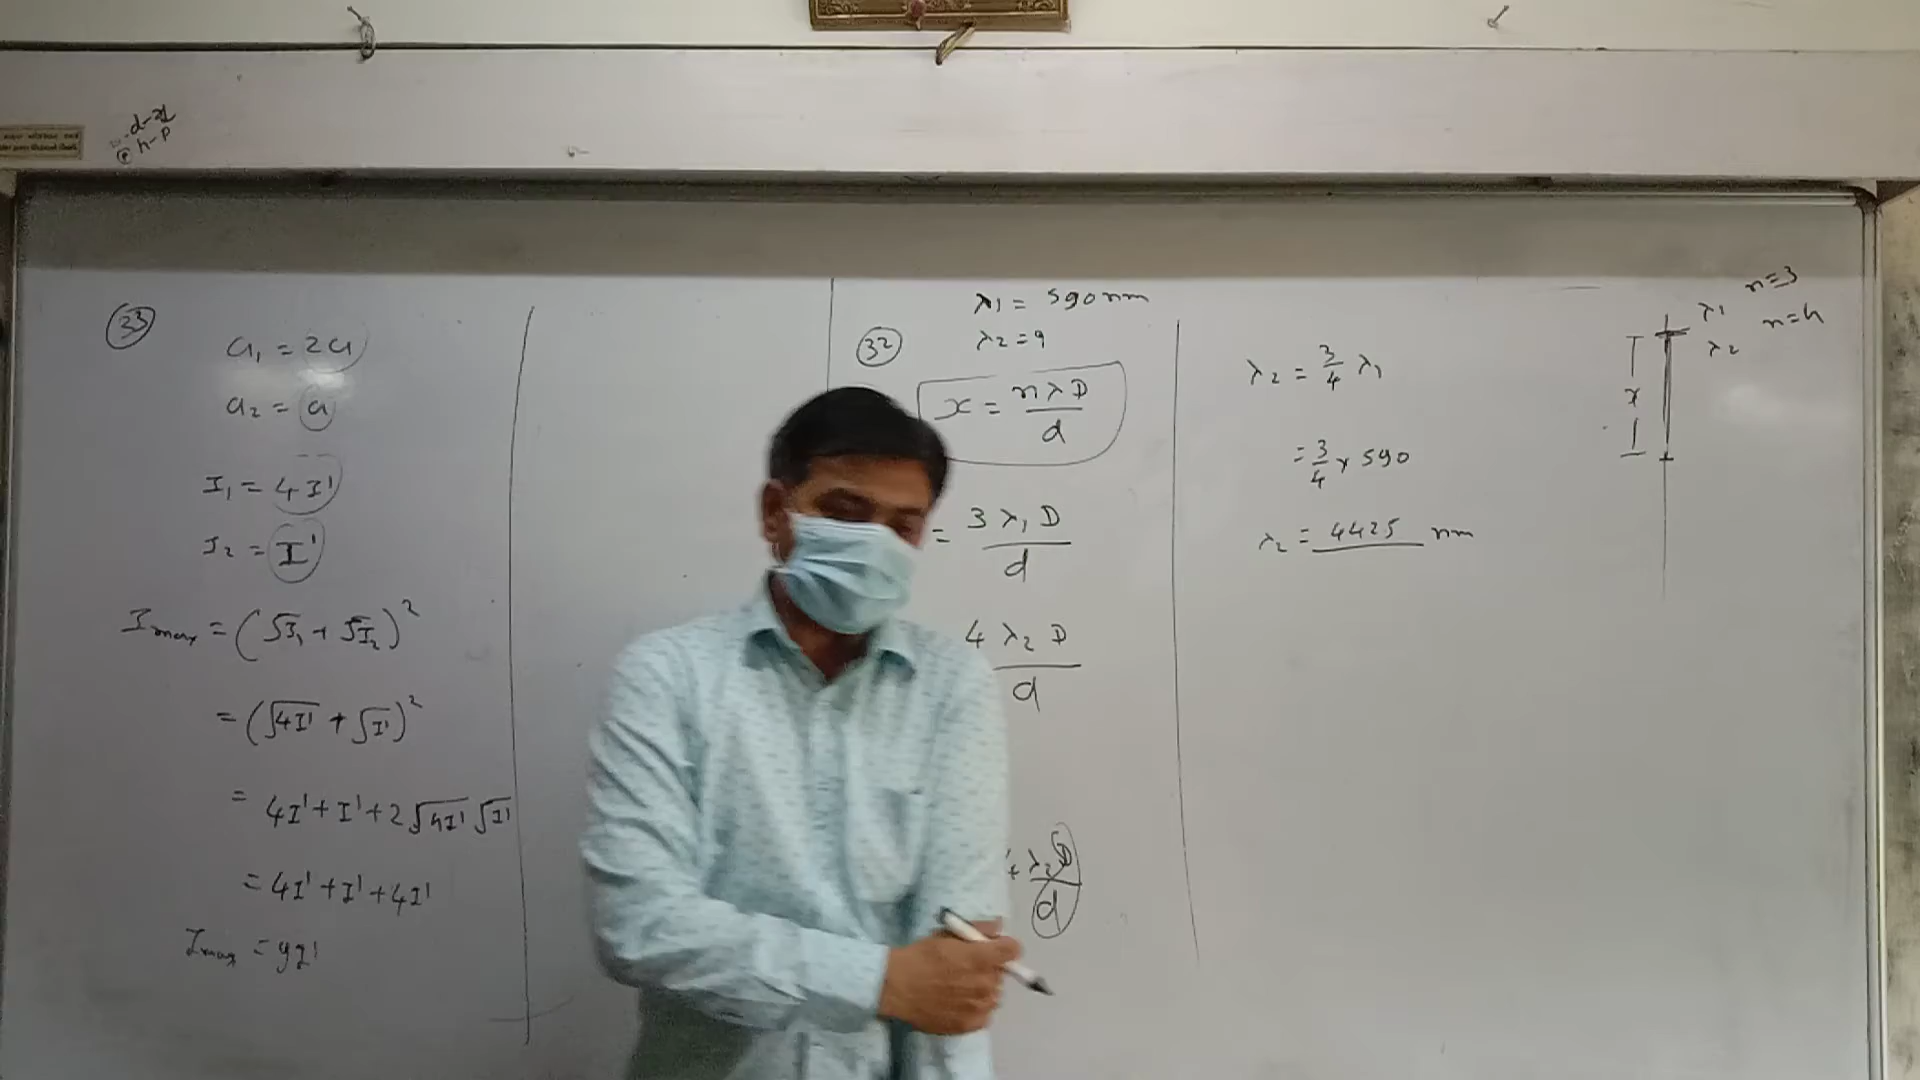 d-
h-P
33
a₁ = 2a
a₂ = a
I₁ = 4I'
I₂ = I'
Imax = (√I₁ + √I₂)²
= (√4I' + √I')²
= 4I' + I' + 2√4I' √I'
= 4I' + I' + 4I'
Imax = 9I'
32
λ₁ = 590 nm
λ₂ = ?
x = nλD/d
= 3λ₁D/d
4λ₂D/d
λ₂D/d
λ₂ = 3/4 λ₁
= 3/4 × 590
λ₂ = 4425 nm
n=3
λ₁
n=4
λ₂
x